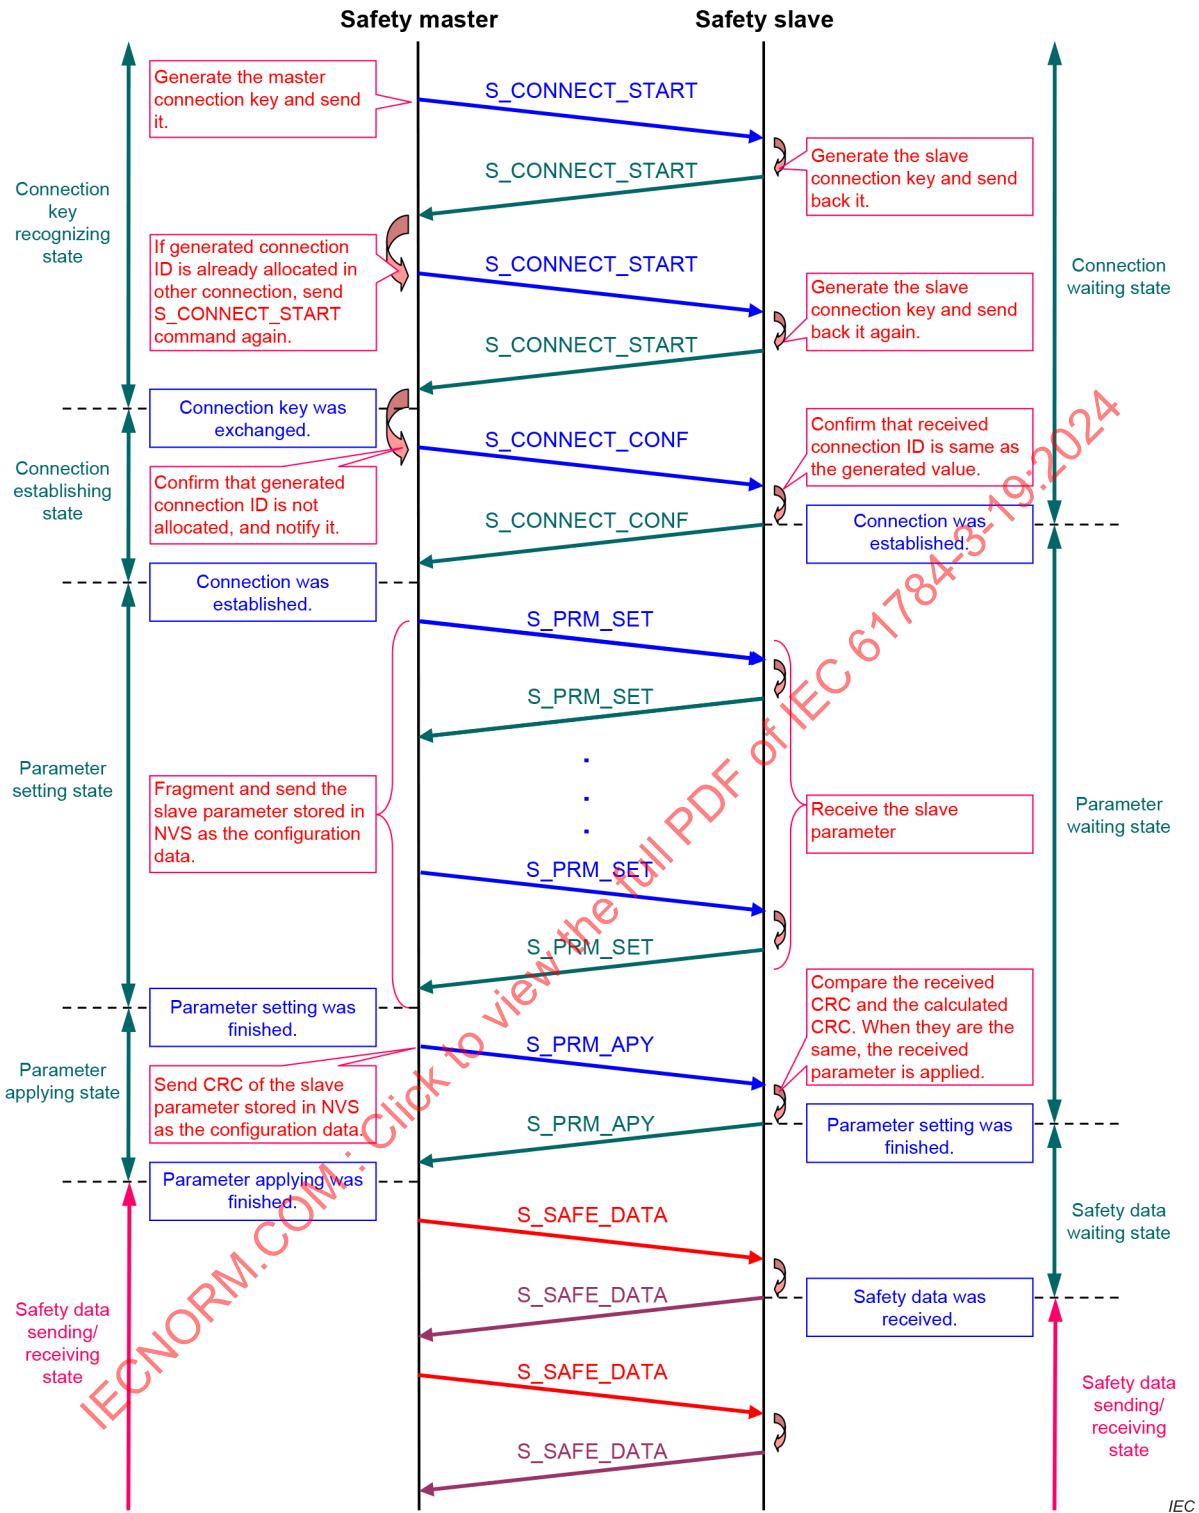 Safety master
Safety slave
Generate the master
connection key and send
it.
S_CONNECT_START
Generate the slave
connection key and send
back it.
S_CONNECT_START
Connection
key
recognizing
state
If generated connection
ID is already allocated in
other connection, send
S_CONNECT_START
command again.
S_CONNECT_START
Connection
waiting state
Generate the slave
connection key and send
back it again.
S_CONNECT_START
Connection key was
exchanged.
S_CONNECT_CONF
Confirm that received
connection ID is same as
the generated value.
Connection
establishing
state
Confirm that generated
connection ID is not
allocated, and notify it.
S_CONNECT_CONF
Connection was
established.
Connection was
established.
S_PRM_SET
S_PRM_SET
Parameter
setting state
Fragment and send the
slave parameter stored in
NVS as the configuration
data.
Receive the slave
parameter
Parameter
waiting state
S_PRM_SET
S_PRM_SET
Parameter setting was
finished.
Compare the received
CRC and the calculated
CRC. When they are the
same, the received
parameter is applied.
S_PRM_APY
Parameter
applying state
Send CRC of the slave
parameter stored in NVS
as the configuration data.
S_PRM_APY
Parameter setting was
finished.
Parameter applying was
finished.
S_SAFE_DATA
Safety data
waiting state
S_SAFE_DATA
Safety data was
received.
Safety data
sending/
receiving
state
S_SAFE_DATA
Safety data
sending/
receiving
state
S_SAFE_DATA
IEC
IECNORM.COM : Click to view the full PDF of IEC 61784-3-19:2024